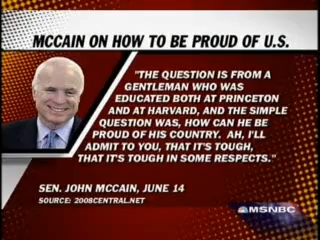 MCCAIN ON HOW TO BE PROUD OF U.S.
"THE QUESTION IS FROM A
GENTLEMAN WHO WAS
EDUCATED BOTH AT PRINCETON
AND AT HARVARD, AND THE SIMPLE
QUESTION WAS, HOW CAN HE BE
PROUD OF HIS COUNTRY. AH, I'LL
ADMIT TO YOU, THAT IT'S TOUGH,
THAT IT'S TOUGH IN SOME RESPECTS."
SEN. JOHN MCCAIN, JUNE 14
SOURCE: 2008CENTRAL.NET
MSNBC